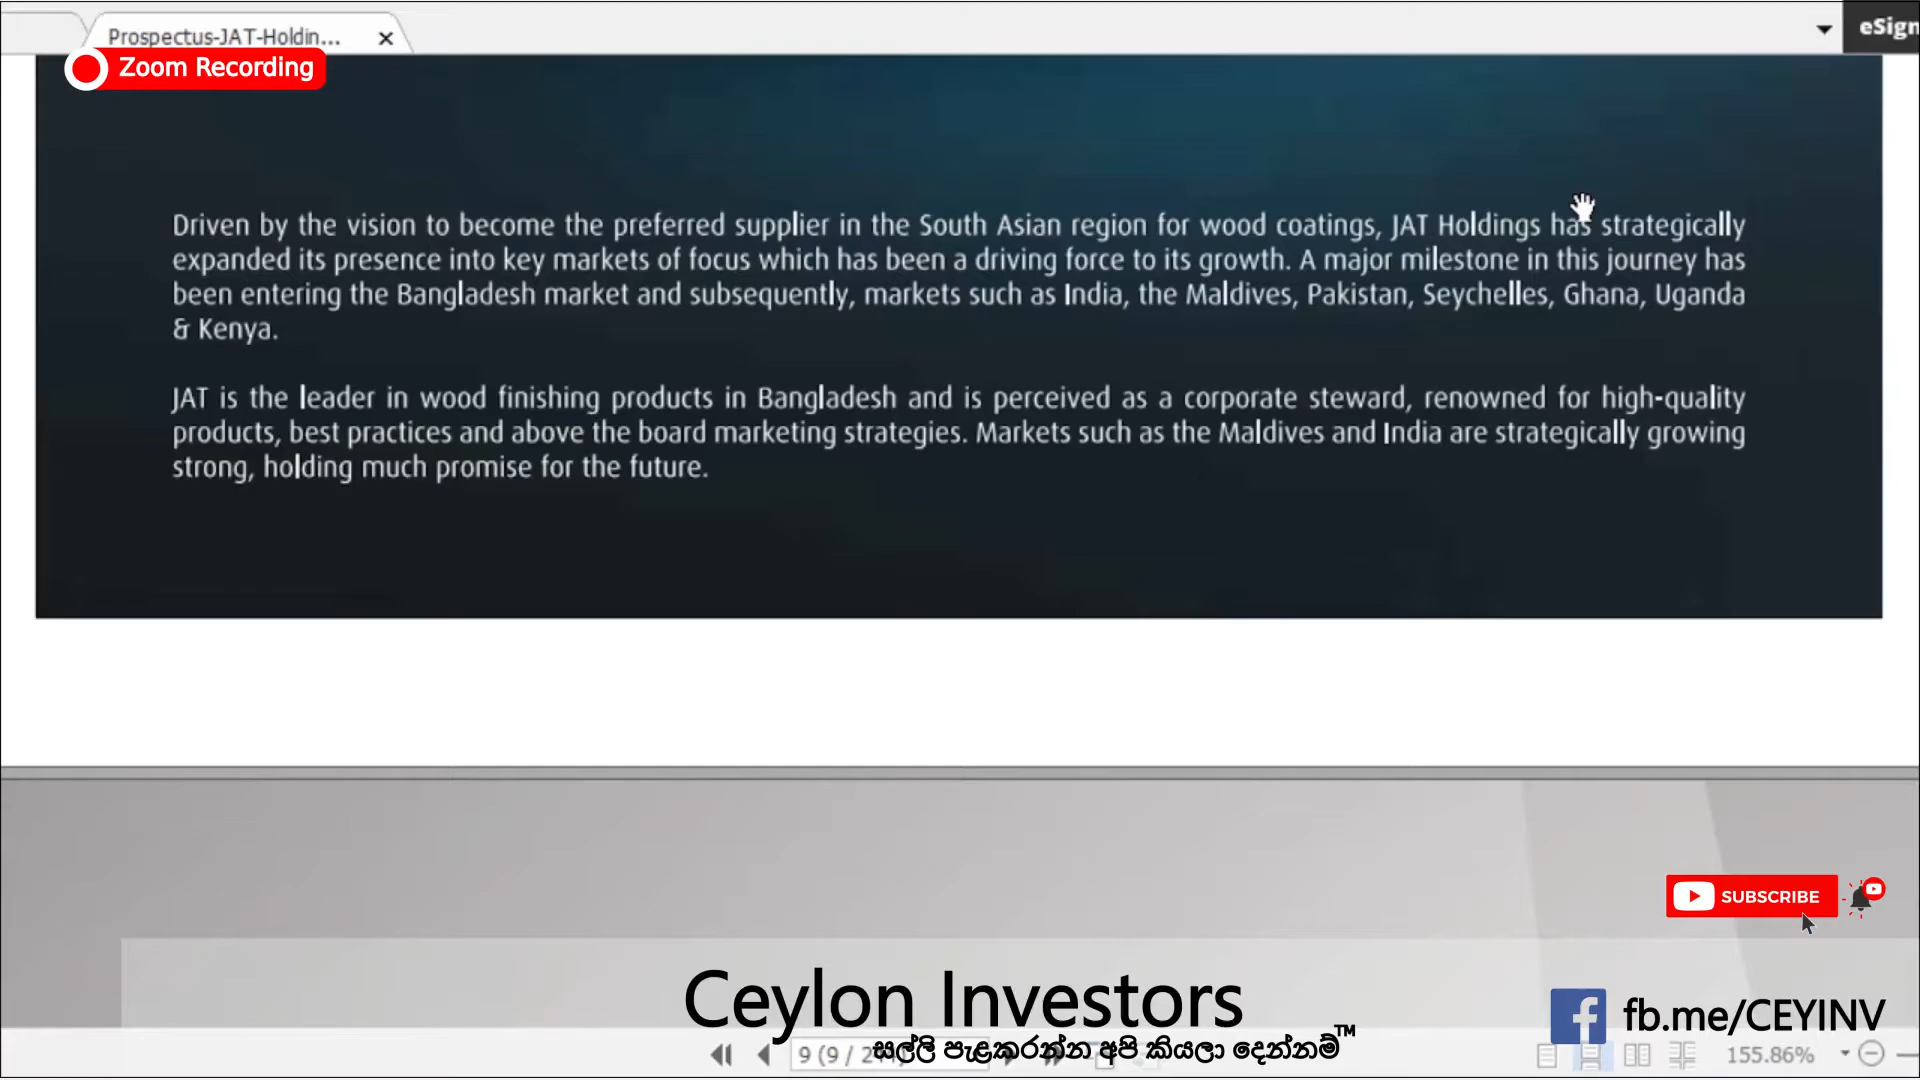 Prospectus-JAT-Holdin...
eSign
Zoom Recording
Driven by the vision to become the preferred supplier in the South Asian region for wood coatings, JAT Holdings has strategically
expanded its presence into key markets of focus which has been a driving force to its growth. A major milestone in this journey has
been entering the Bangladesh market and subsequently, markets such as India, the Maldives, Pakistan, Seychelles, Ghana, Uganda
& Kenya.
JAT is the leader in wood finishing products in Bangladesh and is perceived as a corporate steward, renowned for high-quality
products, best practices and above the board marketing strategies. Markets such as the Maldives and India are strategically growing
strong, holding much promise for the future.
SUBSCRIBE
Ceylon Investors
fb.me/CEYINV
සල්ලි පැළකරන්න අපි කියලා දෙන්නම් ™
9 (9 /
155.86%